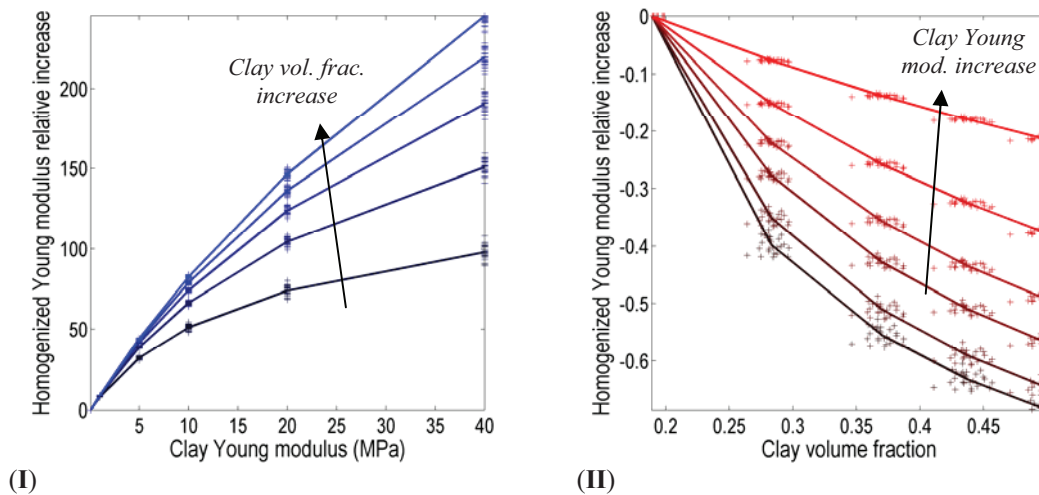 Homogenized Young modulus relative increase
200
150
100
50
0
Clay vol. frac.
increase
5 10 15 20 25 30 35 40
Clay Young modulus (MPa)
(I)
Homogenized Young modulus relative increase
0
-0.1
-0.2
-0.3
-0.4
-0.5
-0.6
Clay Young
mod. increase
0.2 0.25 0.3 0.35 0.4 0.45
Clay volume fraction
(II)